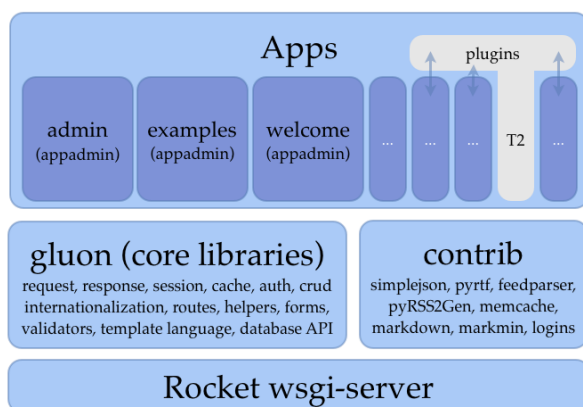 Apps
plugins
admin
(appadmin)
examples
(appadmin)
welcome
(appadmin)
...
...
...
T2
...
gluon (core libraries)
request, response, session, cache, auth, crud
internationalization, routes, helpers, forms,
validators, template language, database API
contrib
simplejson, pyrtf, feedparser,
pyRSS2Gen, memcache,
markdown, markmin, logins
Rocket wsgi-server